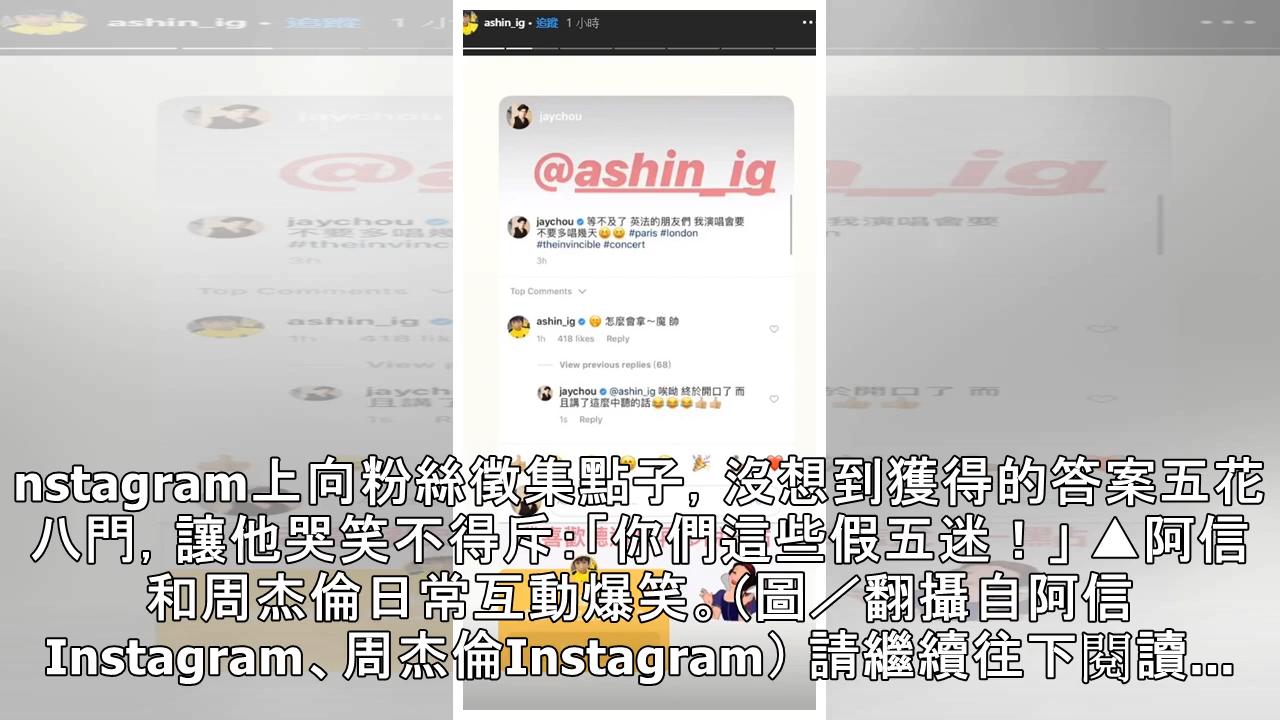 ashin_ig • 追蹤 1 小時
jaychou
@ashin_ig
jaychou 等不及了 英法的朋友們 我演唱會要
不要多唱幾天😄😄 #paris #london
#theinvincible #concert
3h
Top Comments
ashin_ig 🤭 怎麼會拿～魔 帥
1h 418 likes Reply
View previous replies (68)
jaychou @ashin_ig 唉呦 終於開口了 而
且講了這麼中聽的話😂😂😂👍🏼👍🏼
1s Reply
nstagram上向粉絲徵集點子, 沒想到獲得的答案五花
八門, 讓他哭笑不得斥：「你們這些假五迷！」▲阿信
和周杰倫日常互動爆笑。（圖／翻攝自阿信
Instagram、周杰倫Instagram）請繼續往下閱讀...